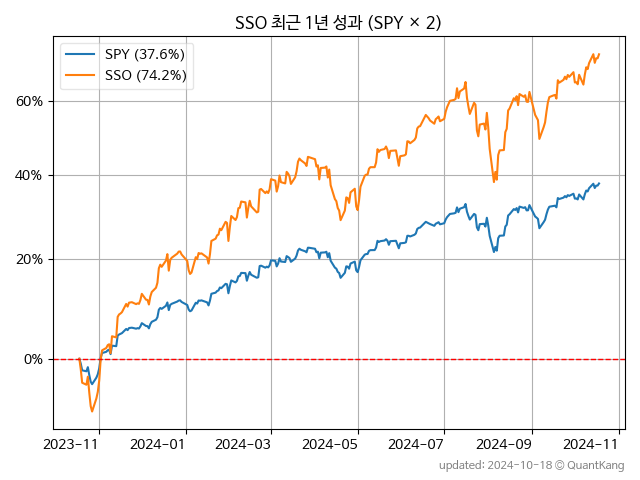 SSO 최근 1년 성과 (SPY × 2)
SPY (37.6%)
SSO (74.2%)
60%
40%
20%
0%
2023-11 2024-01 2024-03 2024-05 2024-07 2024-09 2024-11
updated: 2024-10-18 © QuantKang